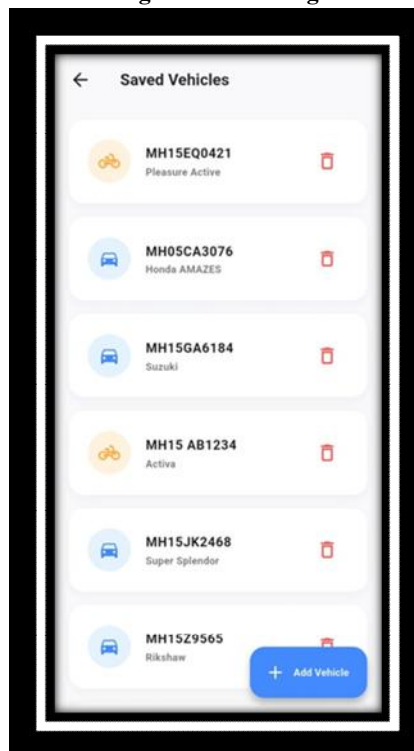 Saved Vehicles
MH15EQ0421
Pleasure Active
MH05CA3076
Honda AMAZES
MH15GA6184
Suzuki
MH15 AB1234
Activa
MH15JK2468
Super Splendor
MH15Z9565
Rikshaw
Add Vehicle